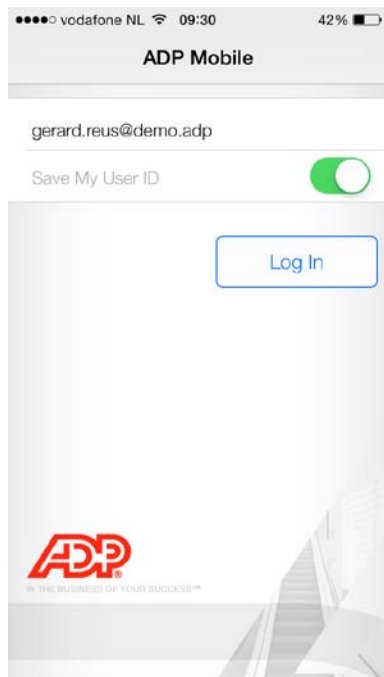 vodafone NL 09:30 42%
ADP Mobile
gerard.reus@demo.adp
Save My User ID
Log In
ADP
IN THE BUSINESS OF YOUR SUCCESS℠